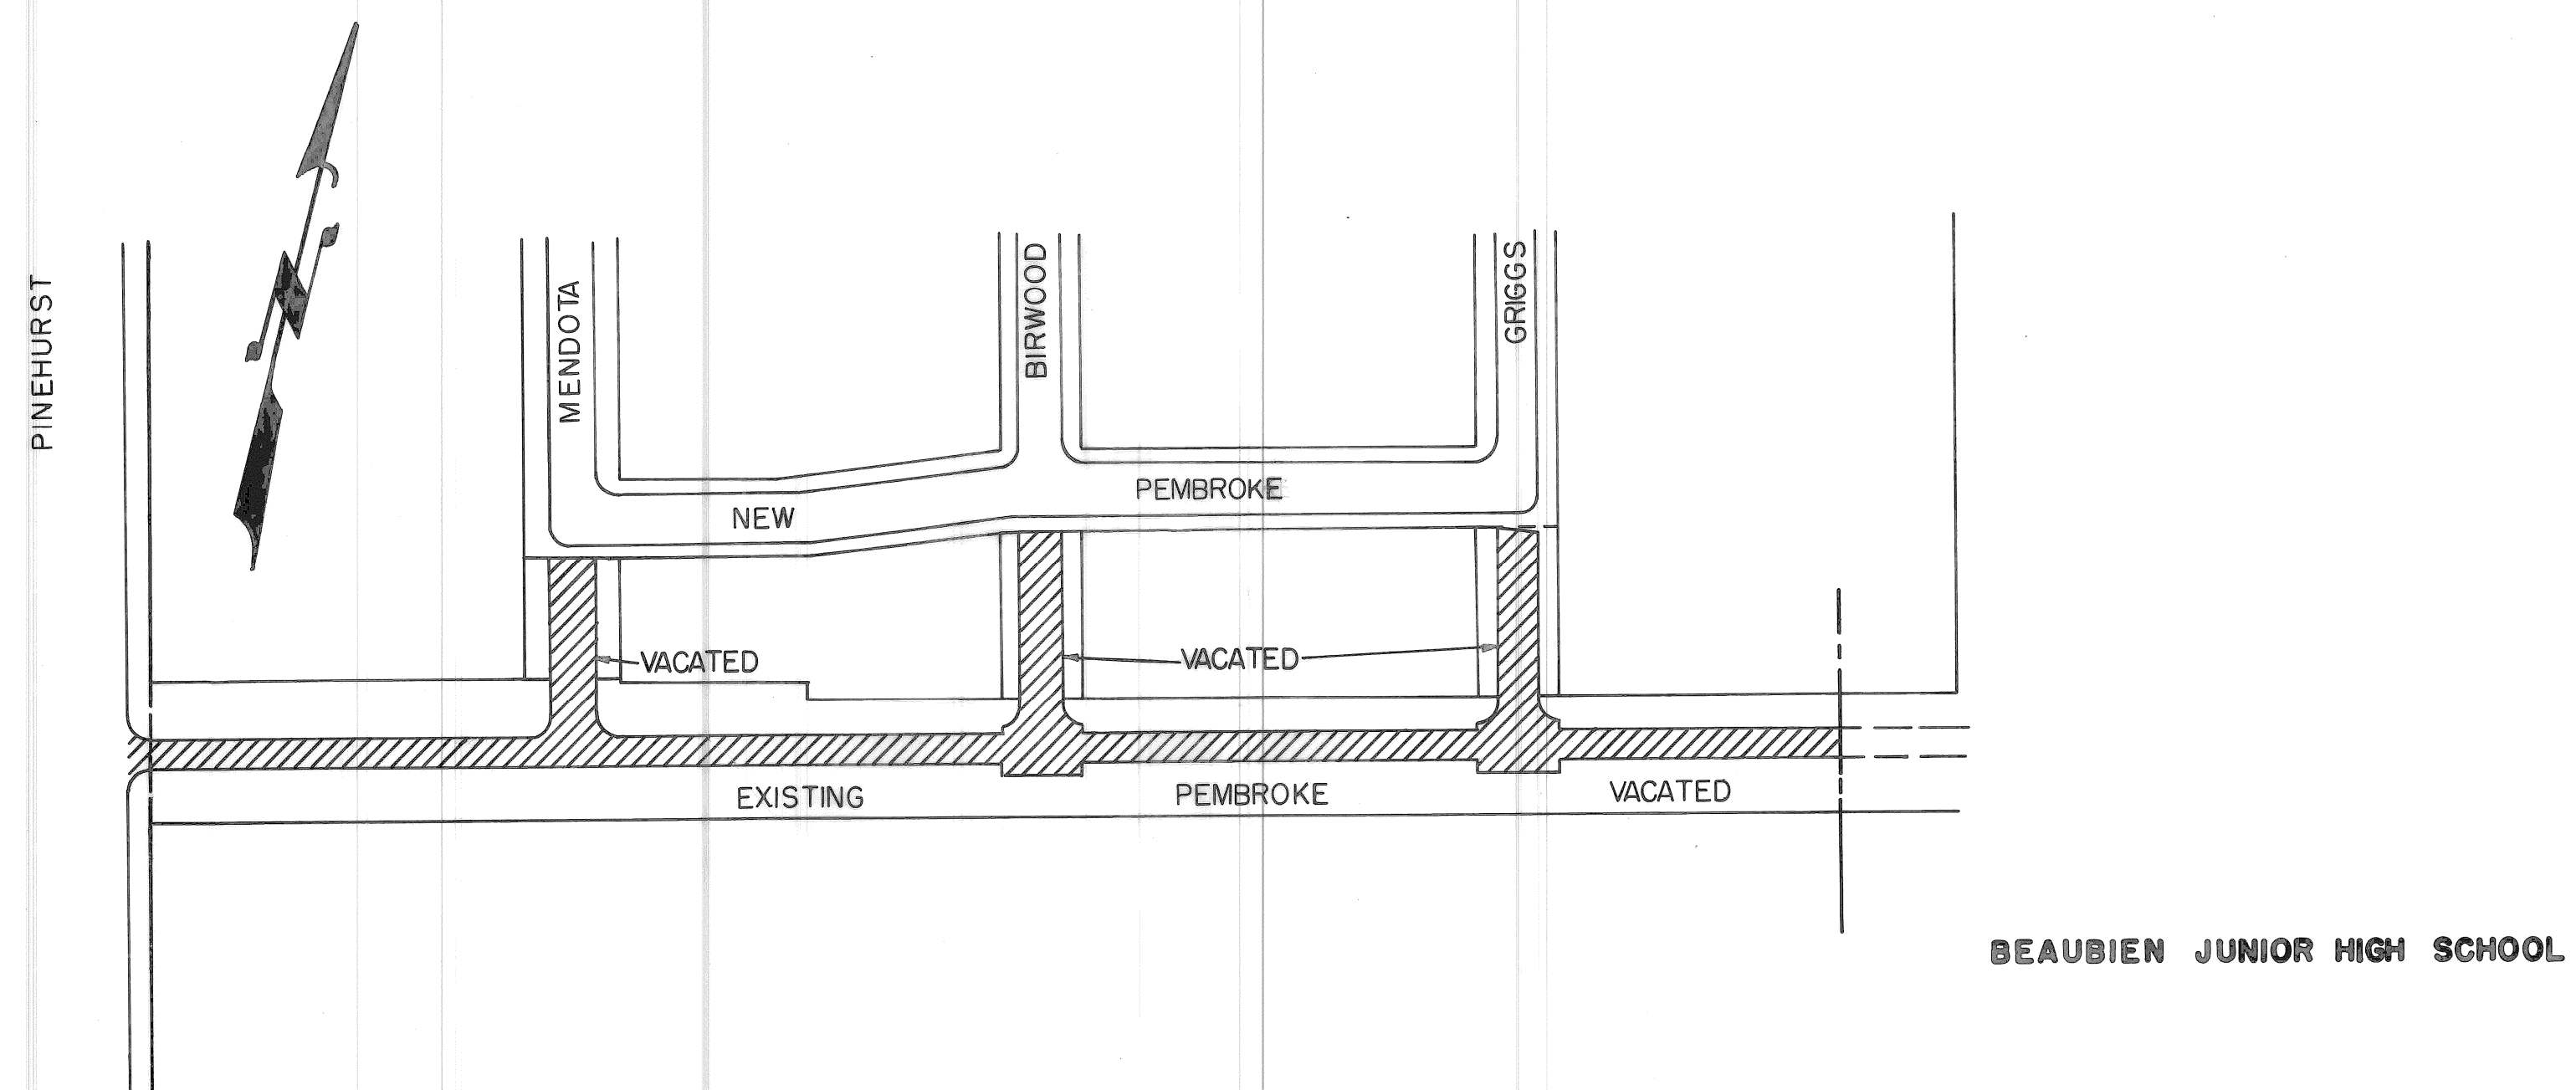 PINEHURST
MENDOTA
BIRWOOD
GRIGGS
NEW PEMBROKE
VACATED
VACATED
EXISTING PEMBROKE VACATED
BEAUBIEN JUNIOR HIGH SCHOOL